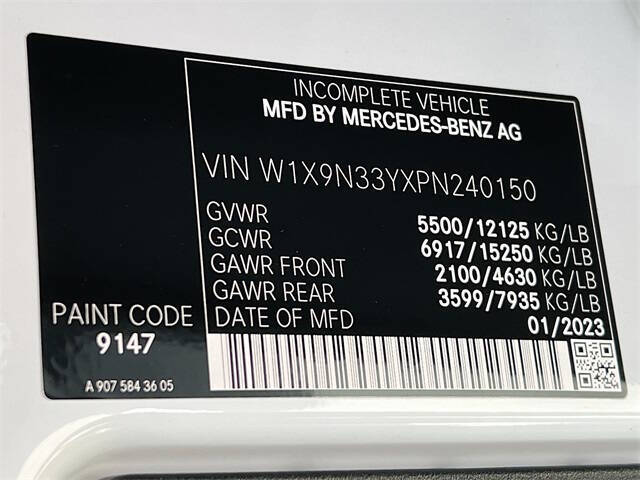 INCOMPLETE VEHICLE
MFD BY MERCEDES-BENZ AG
VIN W1X9N33YXPN240150
GVWR 5500/12125 KG/LB
GCWR 6917/15250 KG/LB
GAWR FRONT 2100/4630 KG/LB
GAWR REAR 3599/7935 KG/LB
DATE OF MFD 01/2023
PAINT CODE
9147
A 907 584 36 05